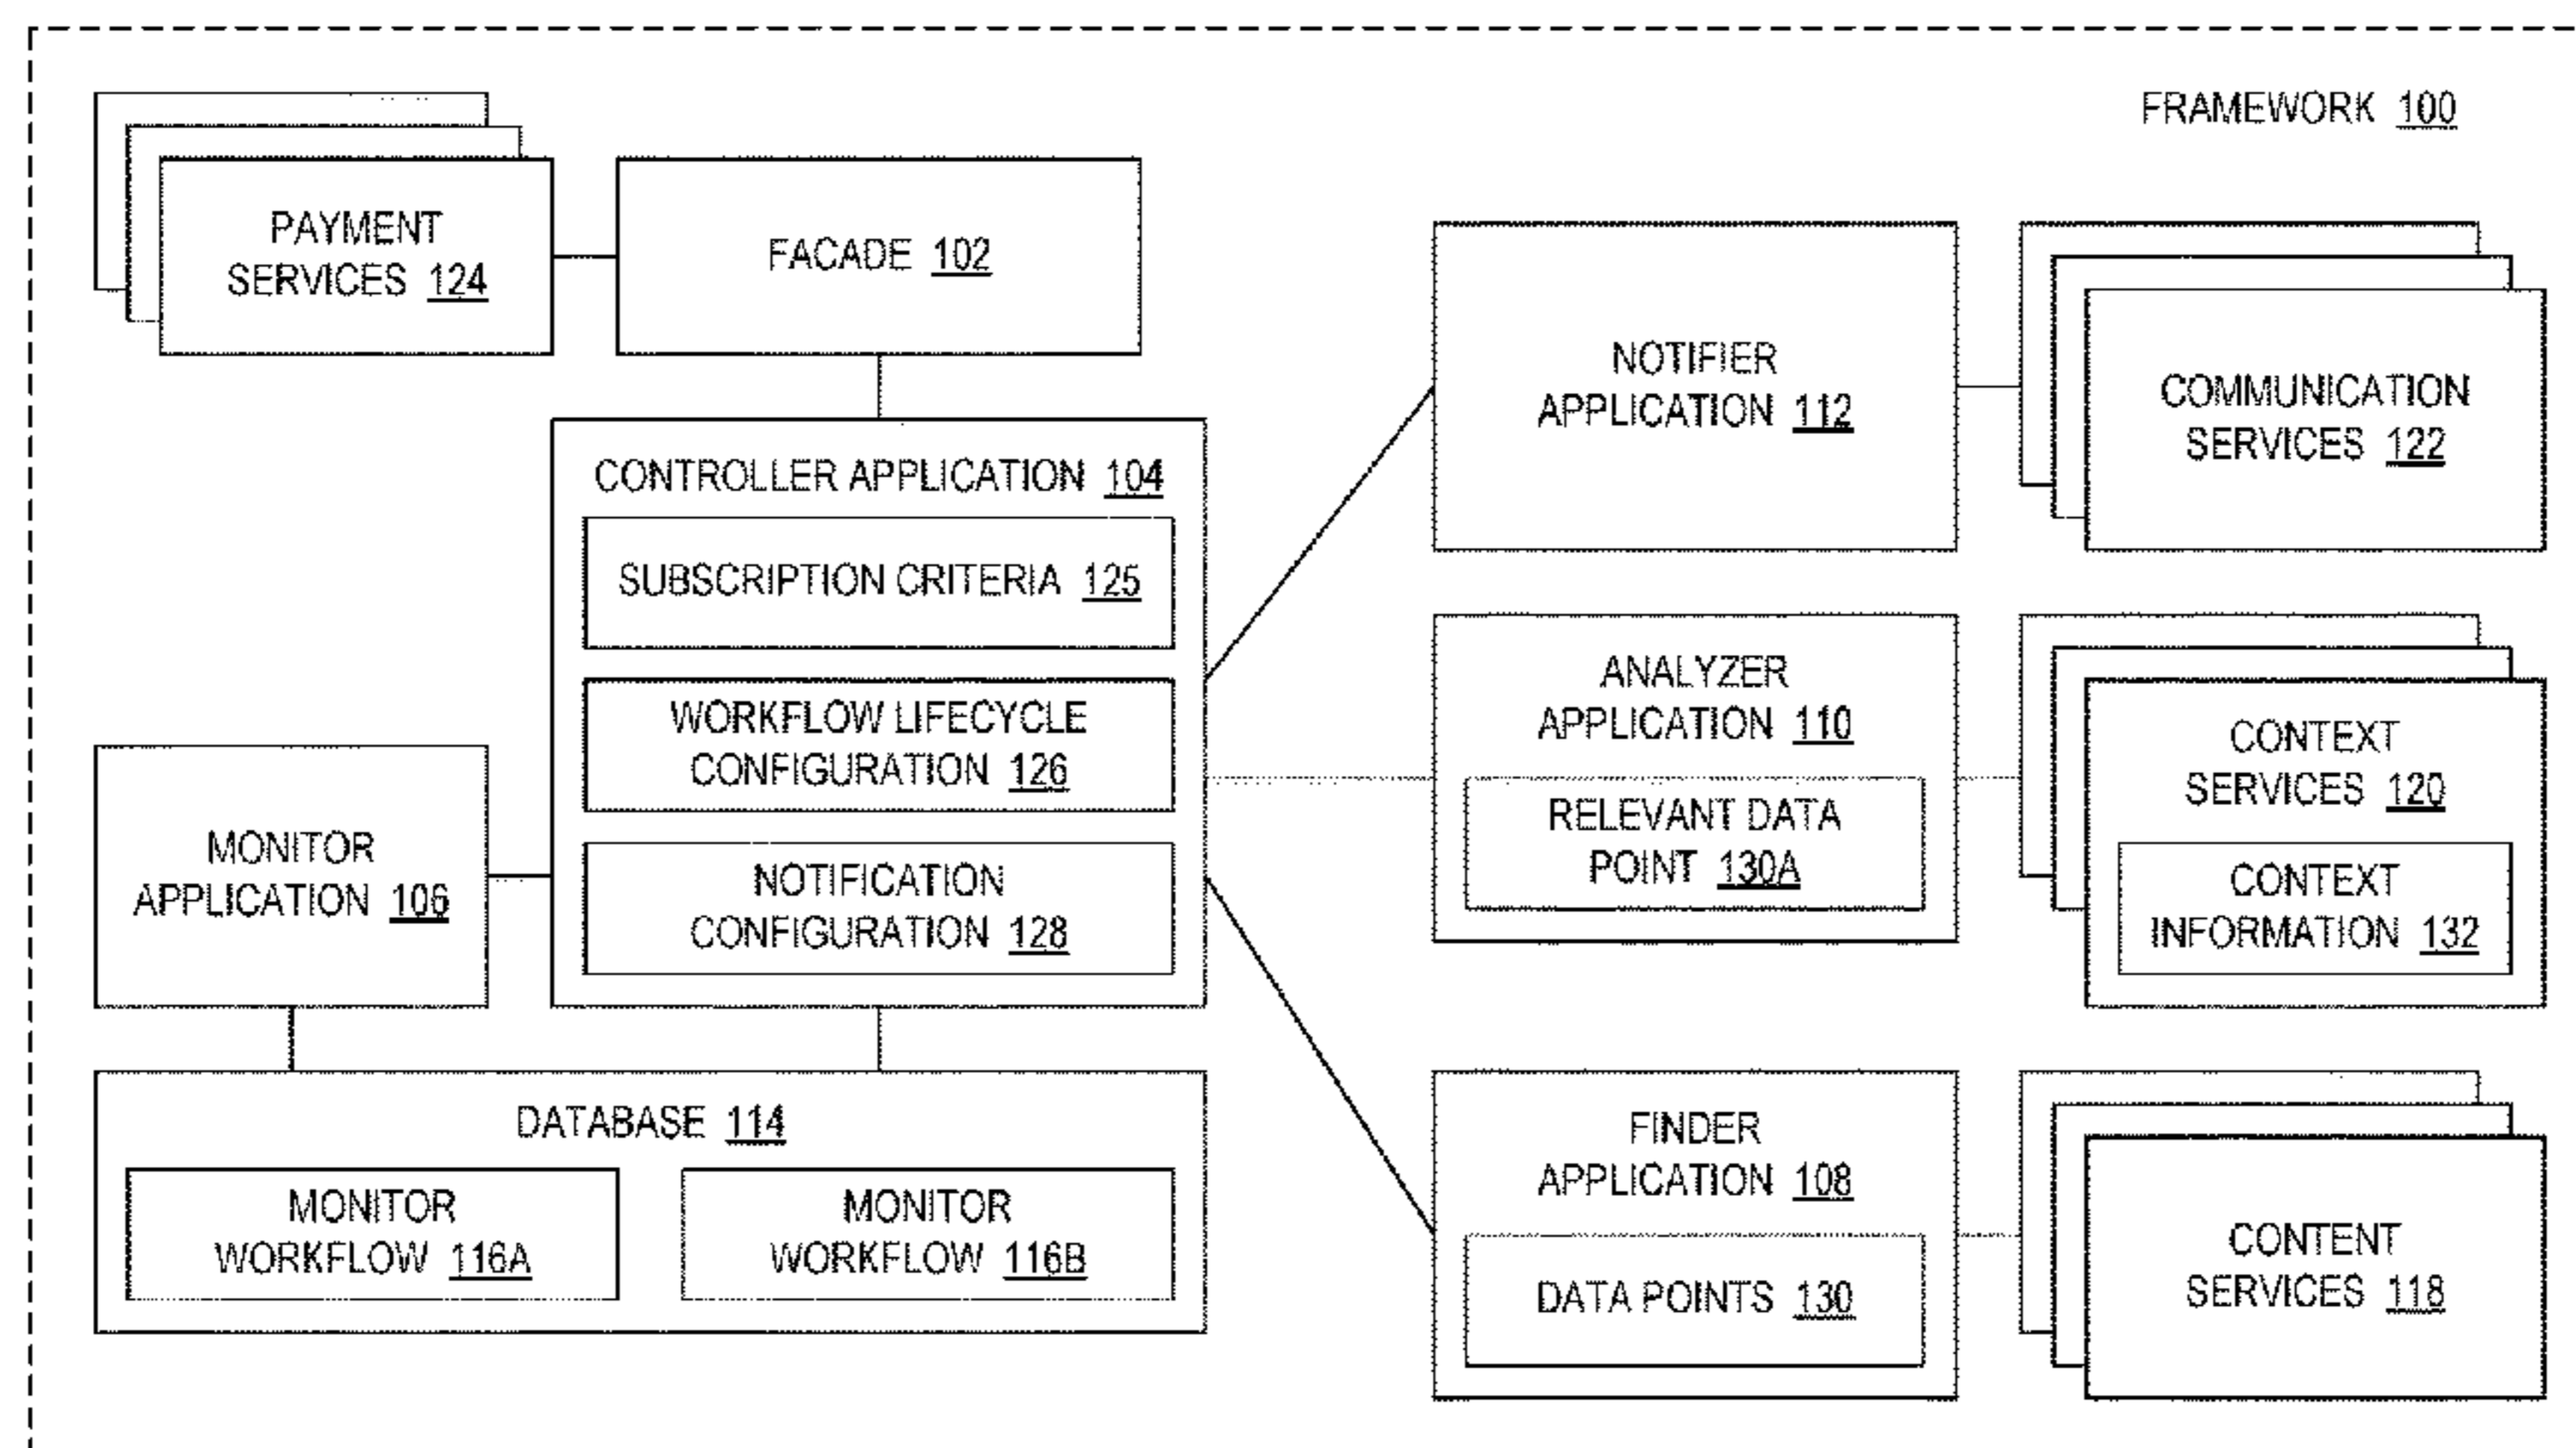 FRAMEWORK 100
PAYMENT
SERVICES 124
FACADE 102
CONTROLLER APPLICATION 104
SUBSCRIPTION CRITERIA 125
WORKFLOW LIFECYCLE
CONFIGURATION 126
NOTIFICATION
CONFIGURATION 128
MONITOR
APPLICATION 106
DATABASE 114
MONITOR
WORKFLOW 116A
MONITOR
WORKFLOW 116B
NOTIFIER
APPLICATION 112
COMMUNICATION
SERVICES 122
ANALYZER
APPLICATION 110
RELEVANT DATA
POINT 130A
CONTEXT
SERVICES 120
CONTEXT
INFORMATION 132
FINDER
APPLICATION 108
DATA POINTS 130
CONTENT
SERVICES 118